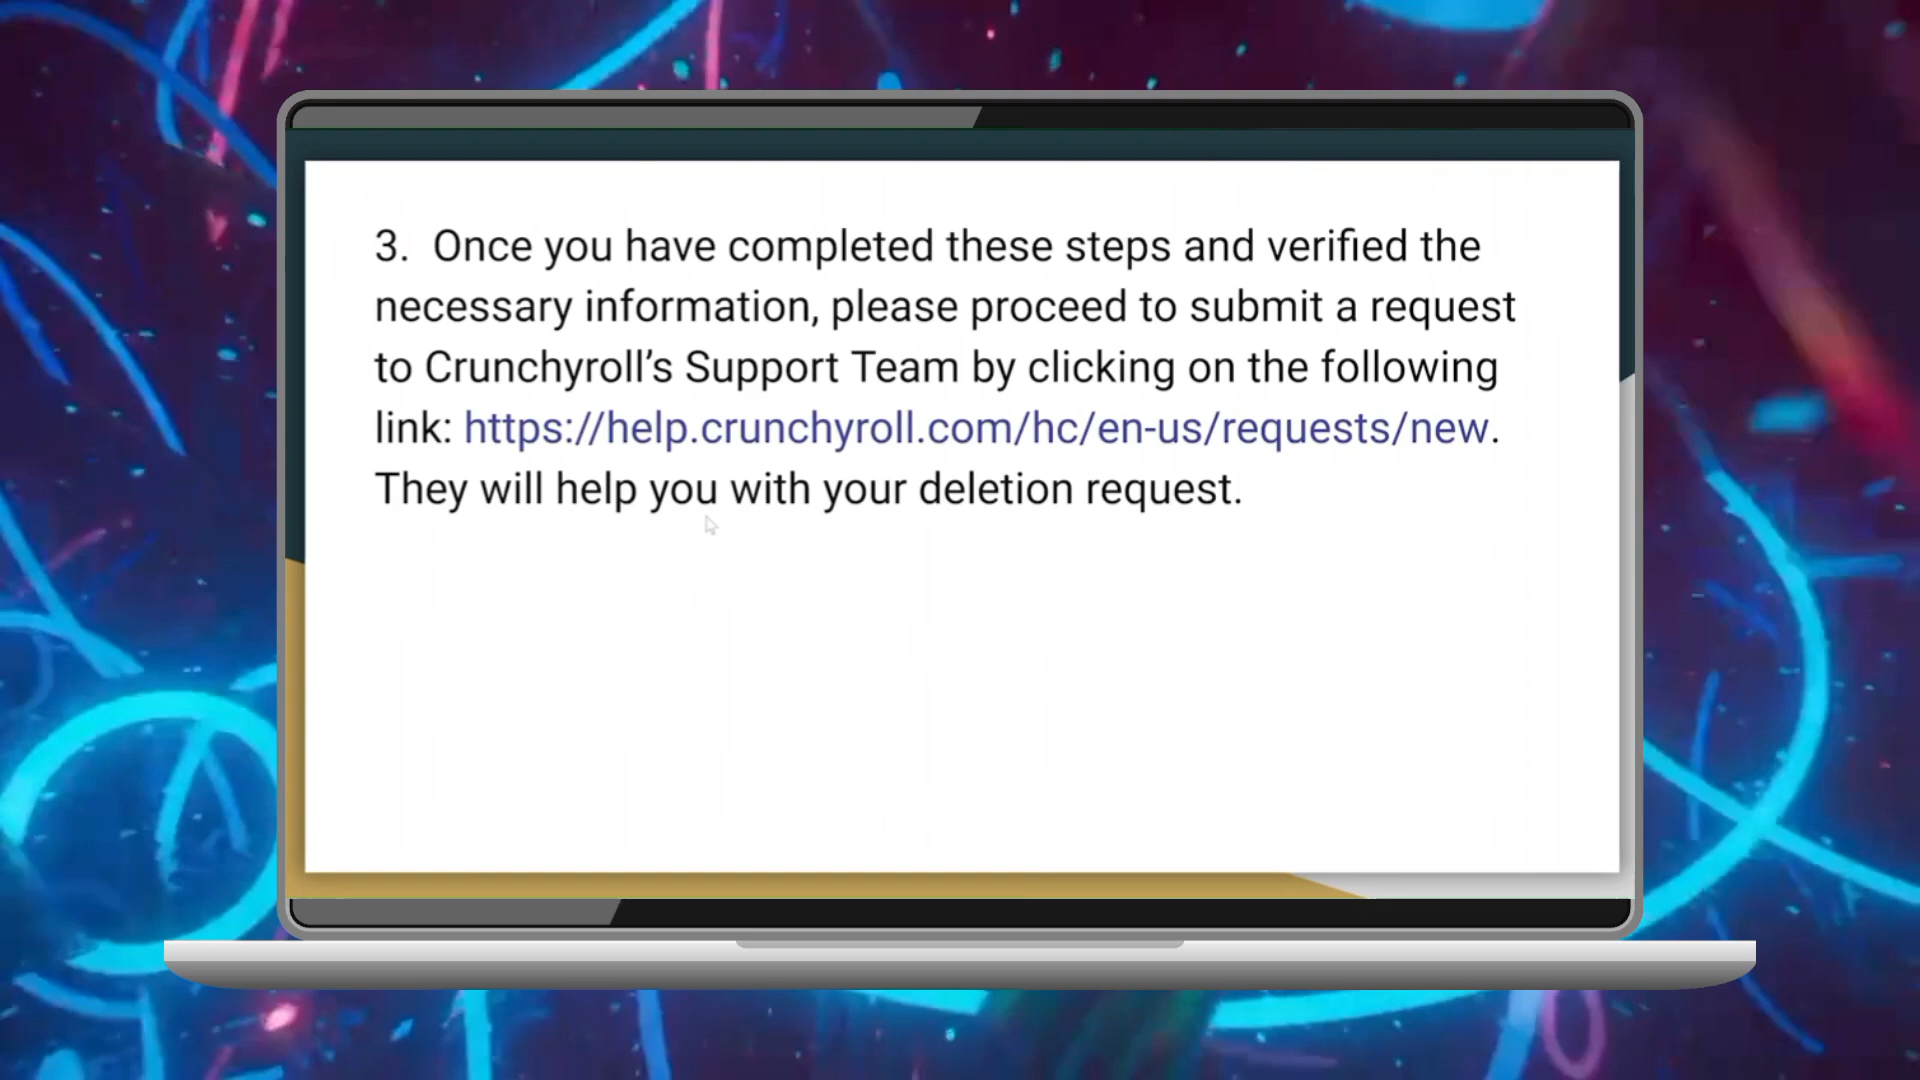 3. Once you have completed these steps and verified the
necessary information, please proceed to submit a request
to Crunchyroll’s Support Team by clicking on the following
link: https://help.crunchyroll.com/hc/en-us/requests/new.
They will help you with your deletion request.